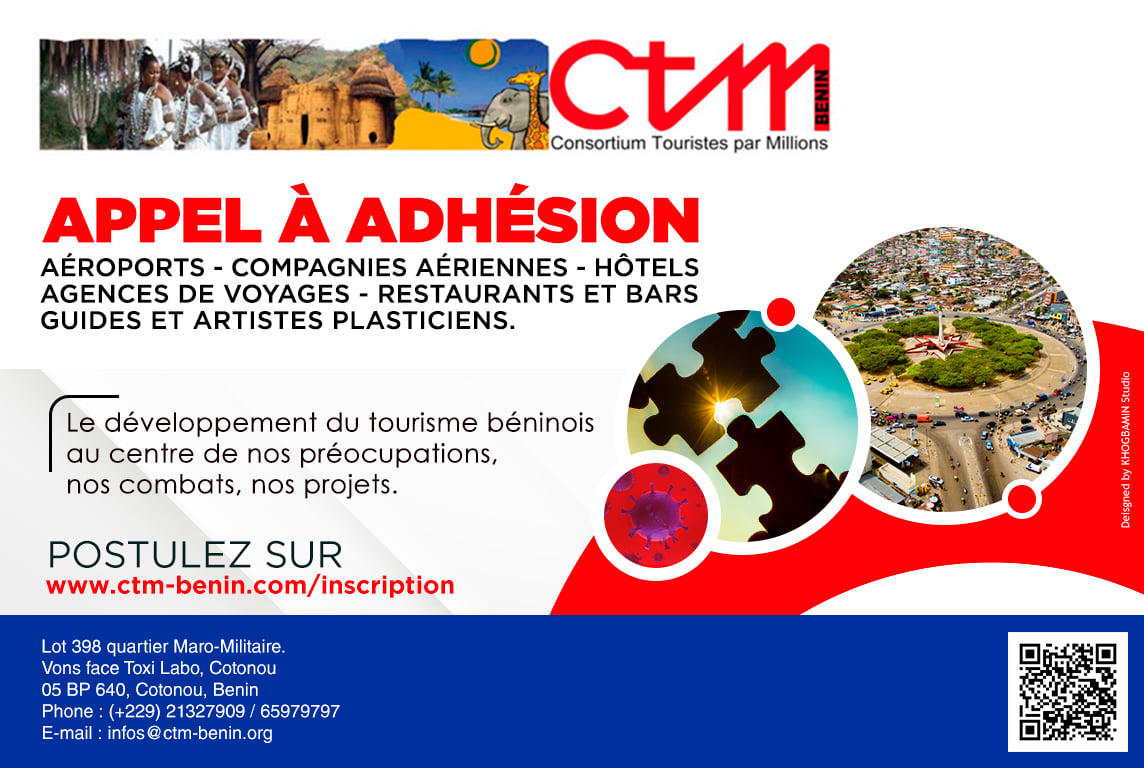 Ctm
BENIN
Consortium Touristes par Millions
APPEL À ADHÉSION
AÉROPORTS - COMPAGNIES AÉRIENNES - HÔTELS
AGENCES DE VOYAGES - RESTAURANTS ET BARS
GUIDES ET ARTISTES PLASTICIENS.
Le développement du tourisme béninois
au centre de nos préocupations,
nos combats, nos projets.
POSTULEZ SUR
www.ctm-benin.com/inscription
Deisgned by KHOGBAMIN Studio
Lot 398 quartier Maro-Militaire.
Vons face Toxi Labo, Cotonou
05 BP 640, Cotonou, Benin
Phone : (+229) 21327909 / 65979797
E-mail : infos@ctm-benin.org